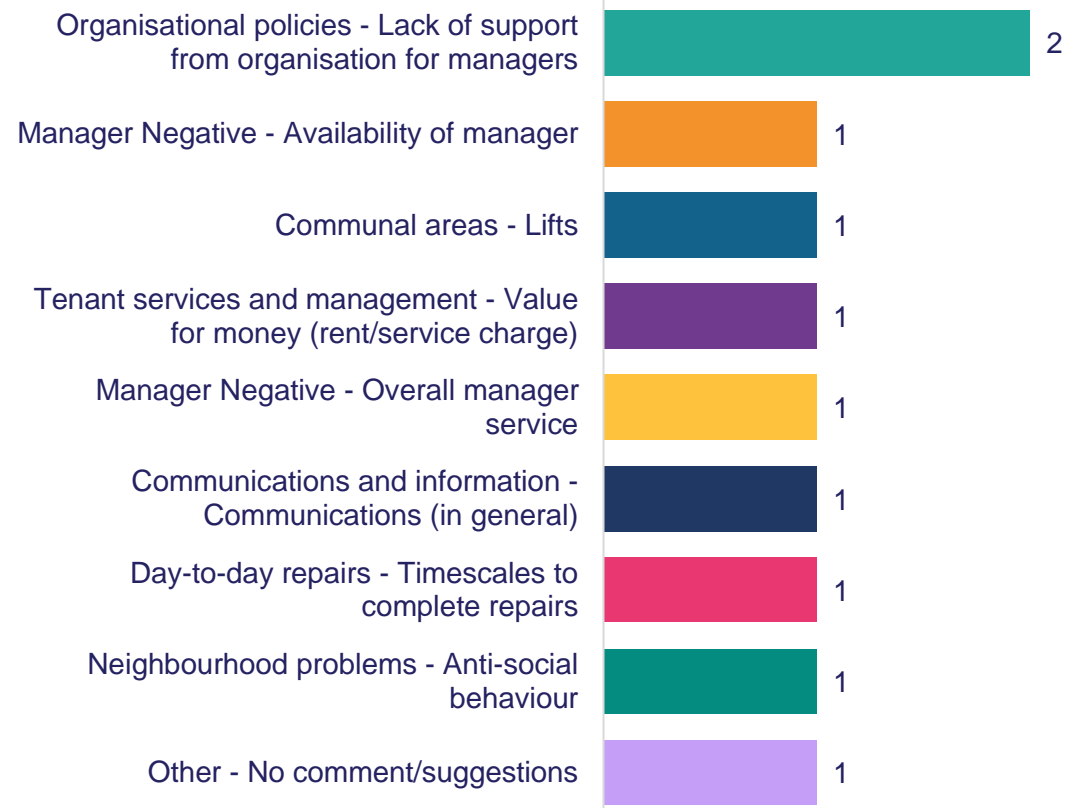 Organisational policies - Lack of support
from organisation for managers
2
Manager Negative - Availability of manager
1
Communal areas - Lifts
1
Tenant services and management - Value
for money (rent/service charge)
1
Manager Negative - Overall manager
service
1
Communications and information -
Communications (in general)
1
Day-to-day repairs - Timescales to
complete repairs
1
Neighbourhood problems - Anti-social
behaviour
1
Other - No comment/suggestions
1